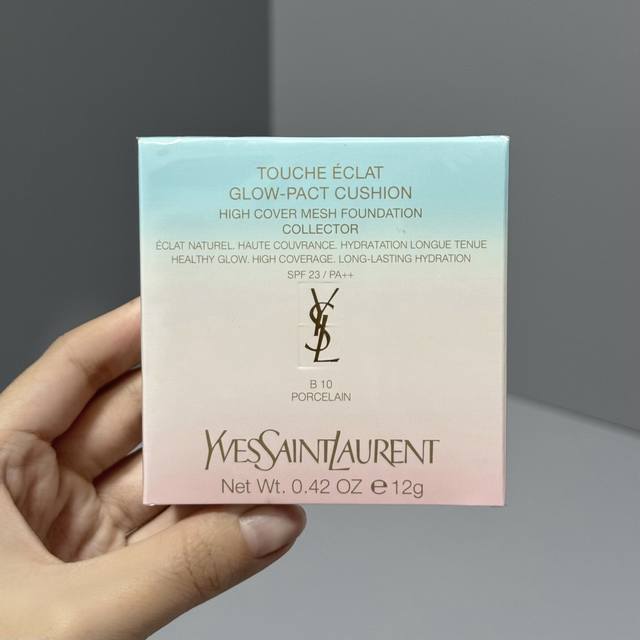 TOUCHE ÉCLAT
GLOW-PACT CUSHION
HIGH COVER MESH FOUNDATION
COLLECTOR
ÉCLAT NATUREL. HAUTE COUVRANCE. HYDRATATION LONGUE TENUE
HEALTHY GLOW. HIGH COVERAGE. LONG-LASTING HYDRATION
SPF 23 / PA++
YSL
B 10
PORCELAIN
YVESSAINTLAURENT
Net Wt. 0.42 OZ ℮ 12g